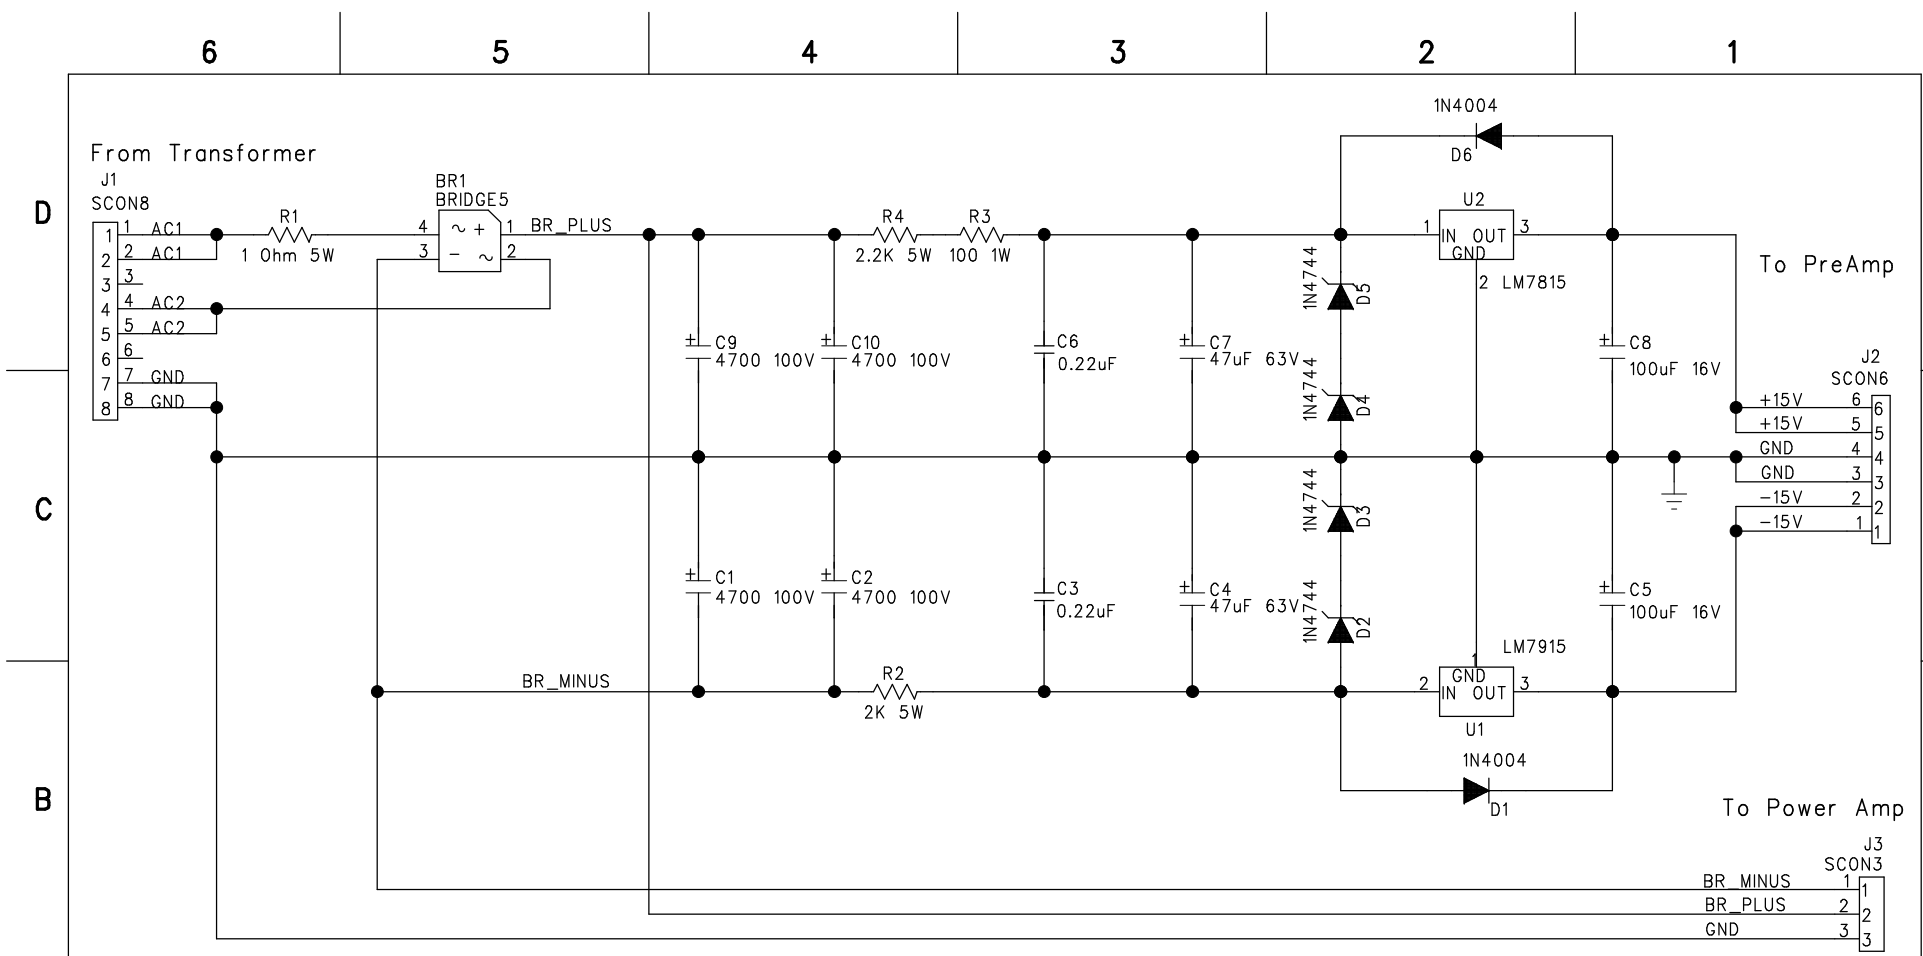 6 5 4 3 2 1
D
C
B
From Transformer
J1
SCON8
1 1 AC1
2 2 AC1
3 3
4 4 AC2
5 5 AC2
6 6
7 7 GND
8 8 GND
R1
1 Ohm 5W
BR1
BRIDGE5
4 ~ + 1
3 - ~ 2
BR_PLUS
R4
2.2K 5W
R3
100 1W
C9
+ 4700 100V
C10
+ 4700 100V
C6
0.22uF
C7
+ 47uF 63V
1N4744 D5
1N4744 D4
1N4004
D6
U2
1 IN OUT 3
GND
2 LM7815
C8
+ 100uF 16V
To PreAmp
J2
SCON6
+15V 6 6
+15V 5 5
GND 4 4
GND 3 3
-15V 2 2
-15V 1 1
C1
+ 4700 100V
C2
+ 4700 100V
C3
0.22uF
C4
+ 47uF 63V
1N4744 D3
1N4744 D2
C5
+ 100uF 16V
BR_MINUS
R2
2K 5W
LM7915
1
GND
2 IN OUT 3
U1
1N4004
D1
To Power Amp
J3
SCON3
BR_MINUS 1 1
BR_PLUS 2 2
GND 3 3